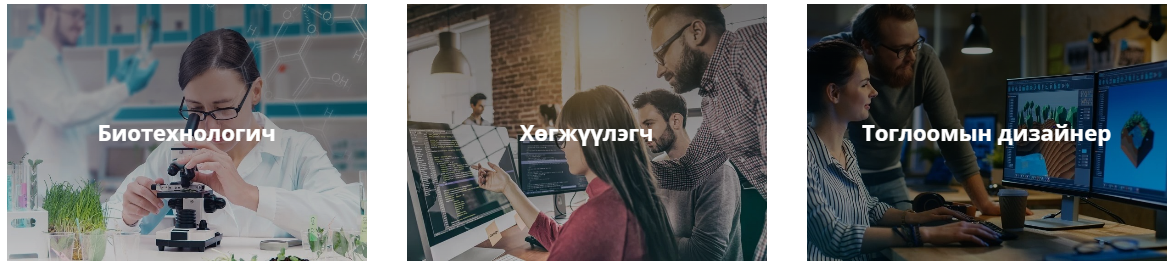 Биотехнологич
Хөгжүүлэгч
Тоглоомын дизайнер